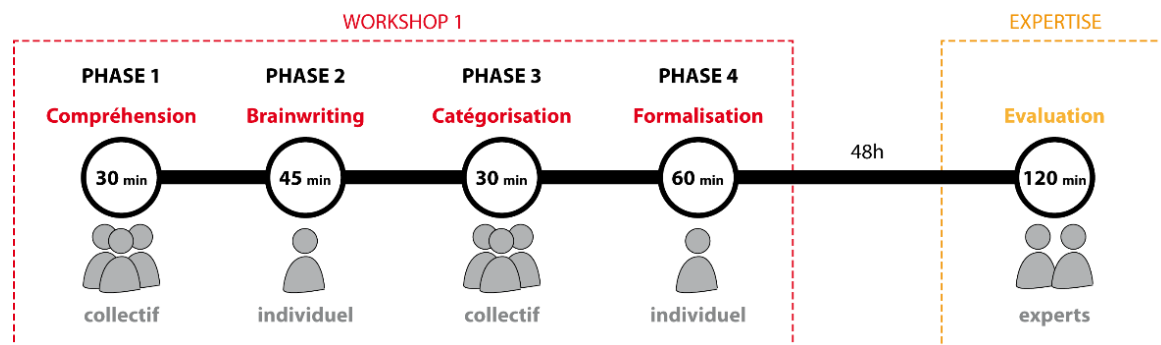 WORKSHOP 1
EXPERTISE
PHASE 1
PHASE 2
PHASE 3
PHASE 4
Compréhension
Brainwriting
Catégorisation
Formalisation
Evaluation
48h
30 min
45 min
30 min
60 min
120 min
collectif
individuel
collectif
individuel
experts